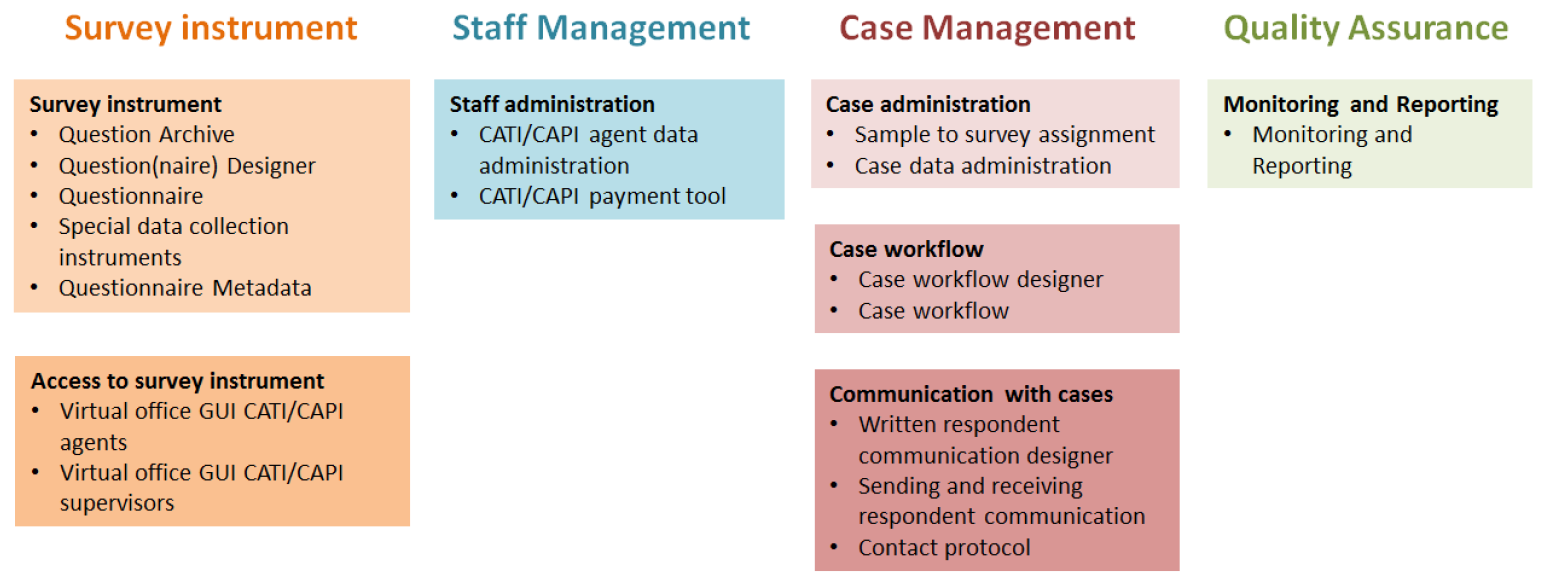 Survey instrument
Staff Management
Case Management
Quality Assurance
Survey instrument
• Question Archive
• Question(naire) Designer
• Questionnaire
• Special data collection
instruments
• Questionnaire Metadata
Access to survey instrument
• Virtual office GUI CATI/CAPI
agents
• Virtual office GUI CATI/CAPI
supervisors
Staff administration
• CATI/CAPI agent data
administration
• CATI/CAPI payment tool
Case administration
• Sample to survey assignment
• Case data administration
Case workflow
• Case workflow designer
• Case workflow
Communication with cases
• Written respondent
communication designer
• Sending and receiving
respondent communication
• Contact protocol
Monitoring and Reporting
• Monitoring and
Reporting